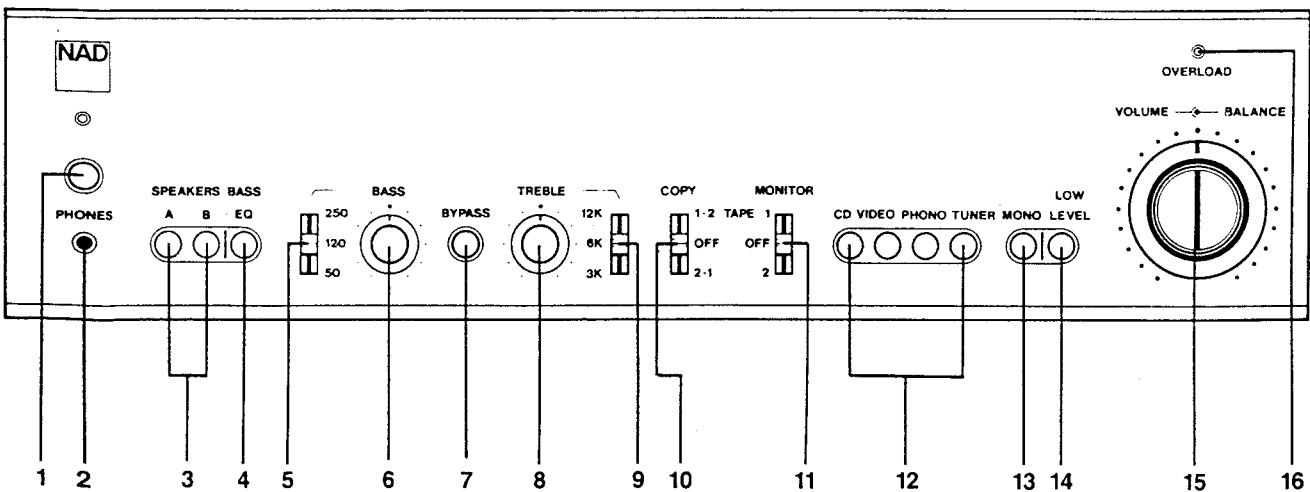 NAD
OVERLOAD
VOLUME BALANCE
SPEAKERS BASS
A B EQ
PHONES
250
120
50
BASS
BYPASS
TREBLE
12K
6K
3K
COPY
1-2
OFF
2-1
MONITOR
TAPE 1
OFF
2
CD VIDEO PHONO TUNER
MONO
LOW
LEVEL
1 2 3 4 5 6 7 8 9 10 11 12 13 14 15 16